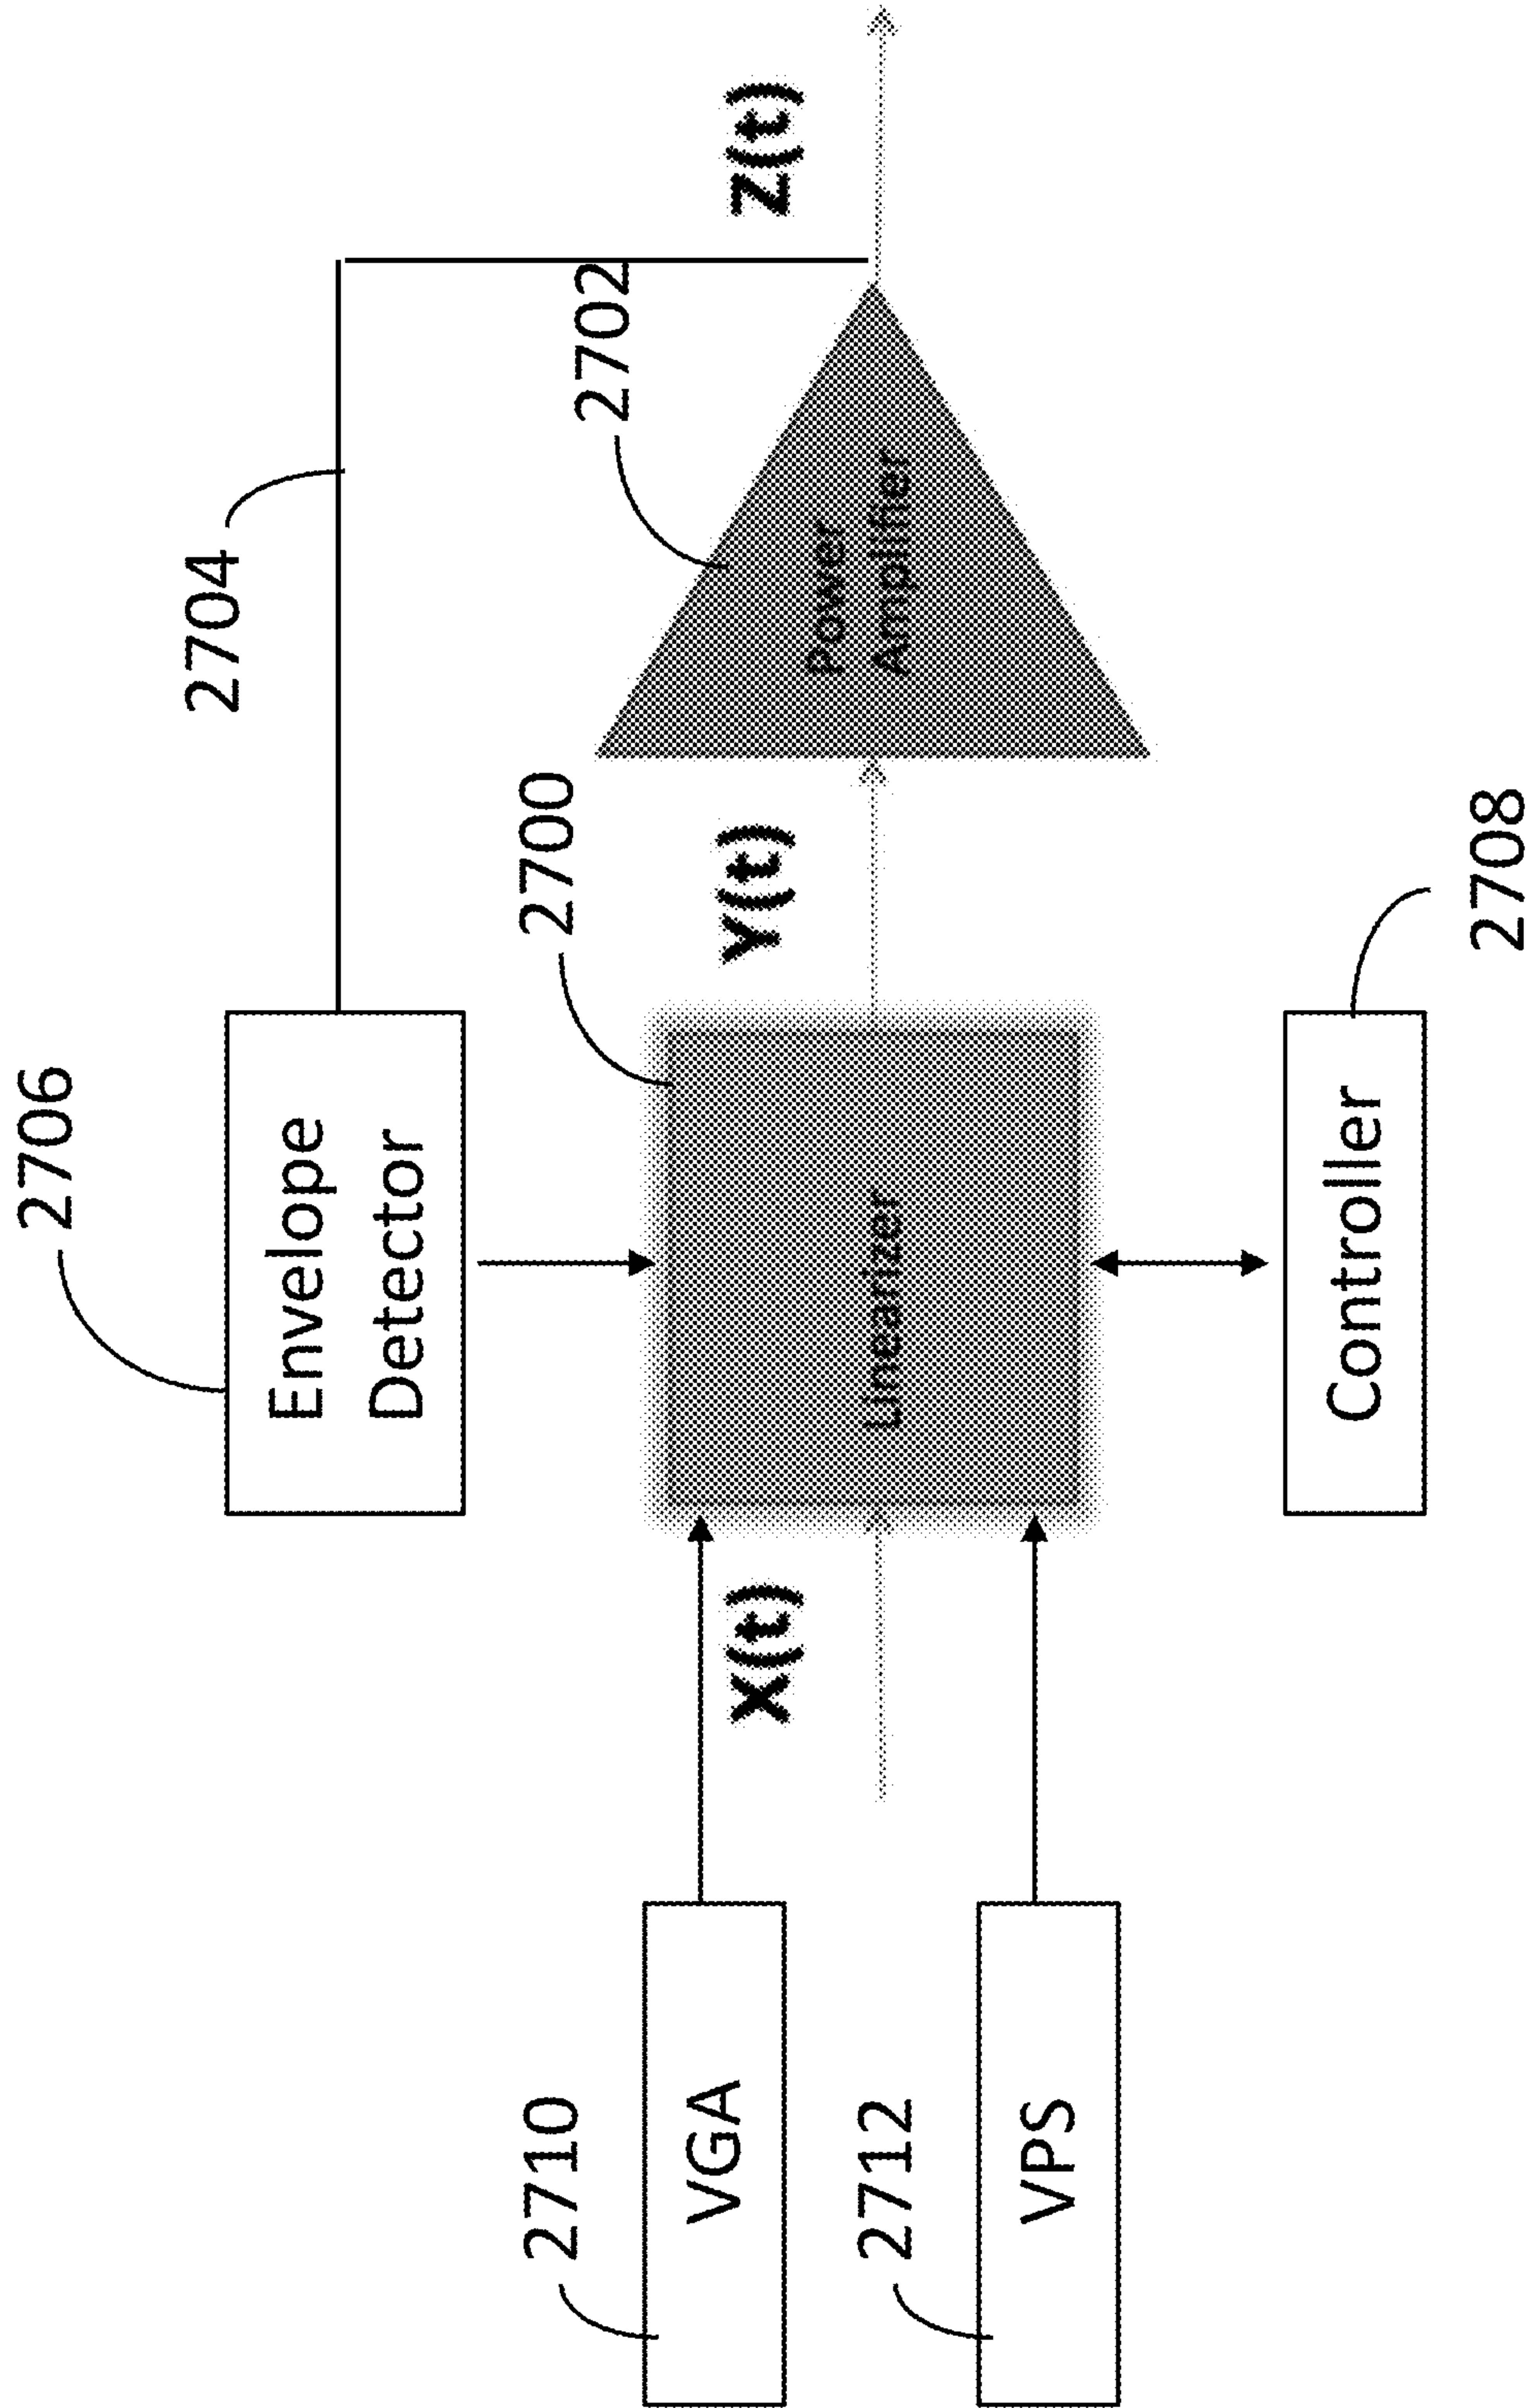 2706
Envelope
Detector
2704
2700
2702
2710
VGA
X(t)
Linearizer
Y(t)
Power
Amplifier
Z(t)
2712
VPS
Controller
2708